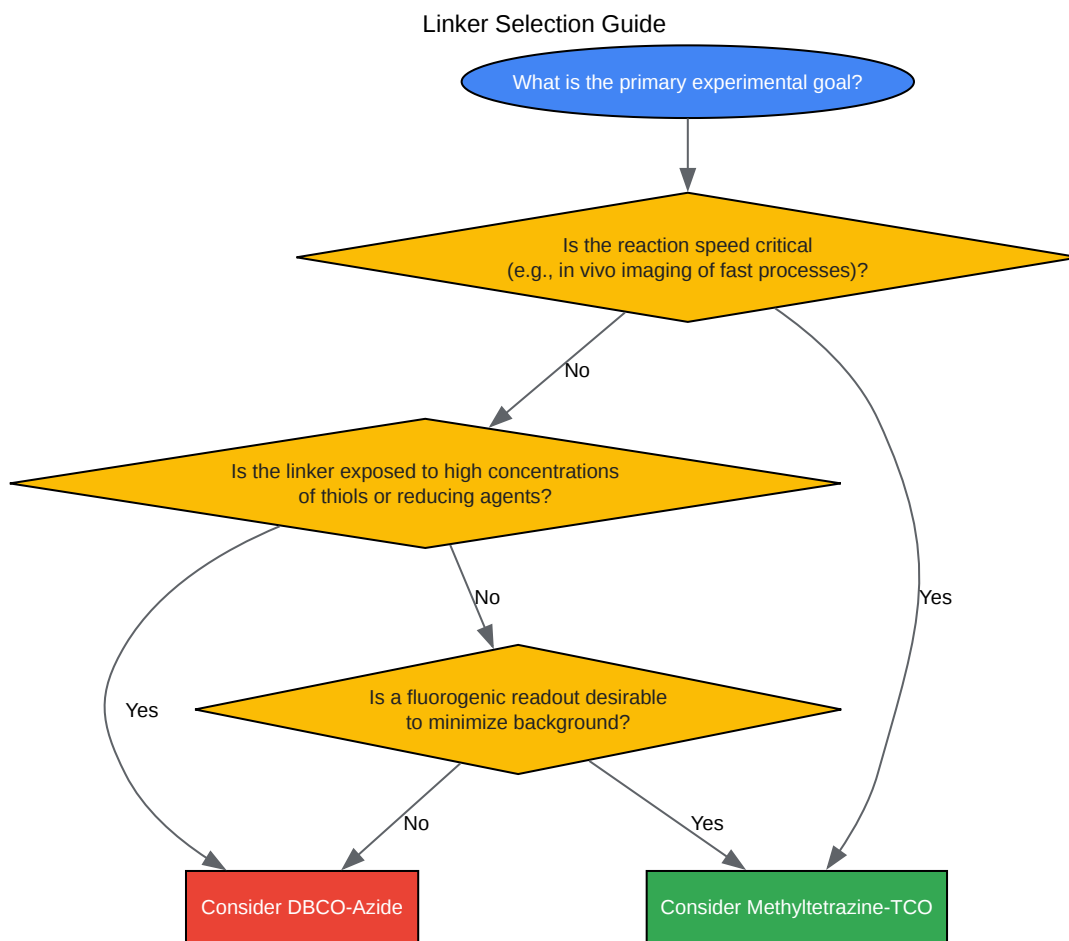 Linker Selection Guide
What is the primary experimental goal?
Is the reaction speed critical
(e.g., in vivo imaging of fast processes)?
No
Is the linker exposed to high concentrations
of thiols or reducing agents?
Yes
No
Is a fluorogenic readout desirable
to minimize background?
Yes
No
Yes
Consider DBCO-Azide
Consider Methyltetrazine-TCO